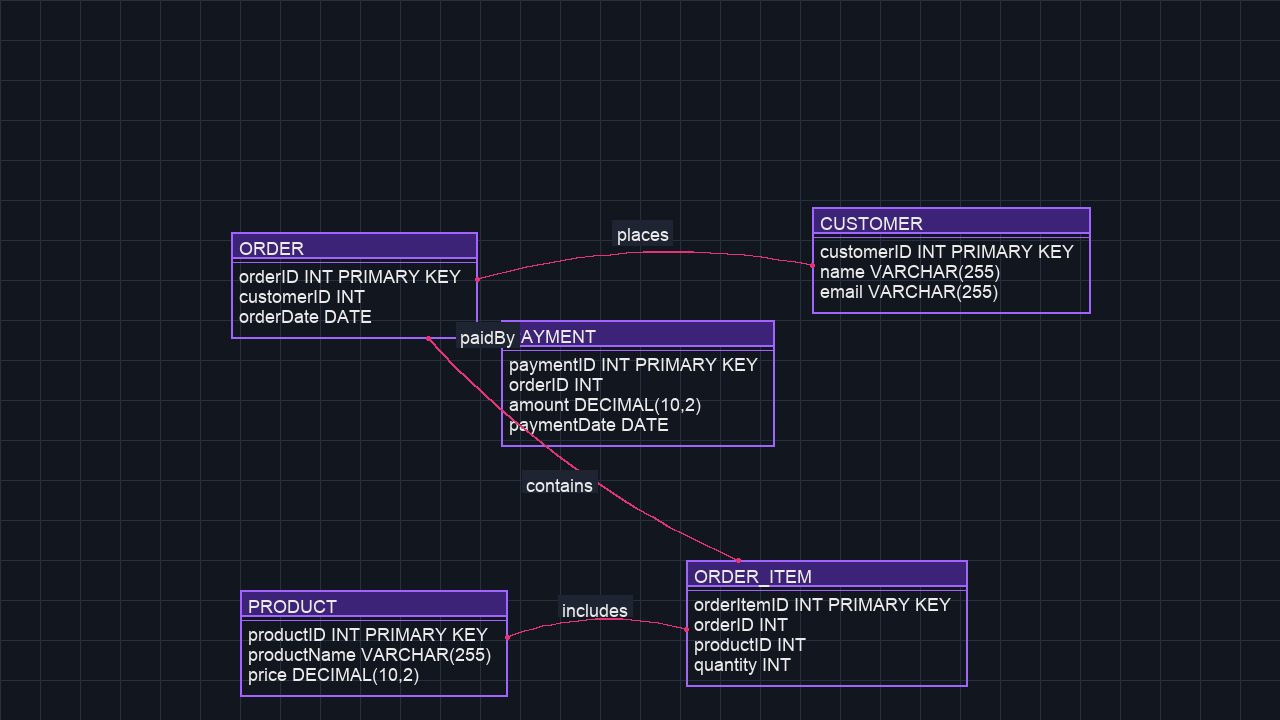 places
CUSTOMER
customerID INT PRIMARY KEY
name VARCHAR(255)
email VARCHAR(255)
ORDER
orderID INT PRIMARY KEY
customerID INT
orderDate DATE
paidBy
AYMENT
paymentID INT PRIMARY KEY
orderID INT
amount DECIMAL(10,2)
paymentDate DATE
contains
ORDER_ITEM
orderItemID INT PRIMARY KEY
orderID INT
productID INT
quantity INT
includes
PRODUCT
productID INT PRIMARY KEY
productName VARCHAR(255)
price DECIMAL(10,2)